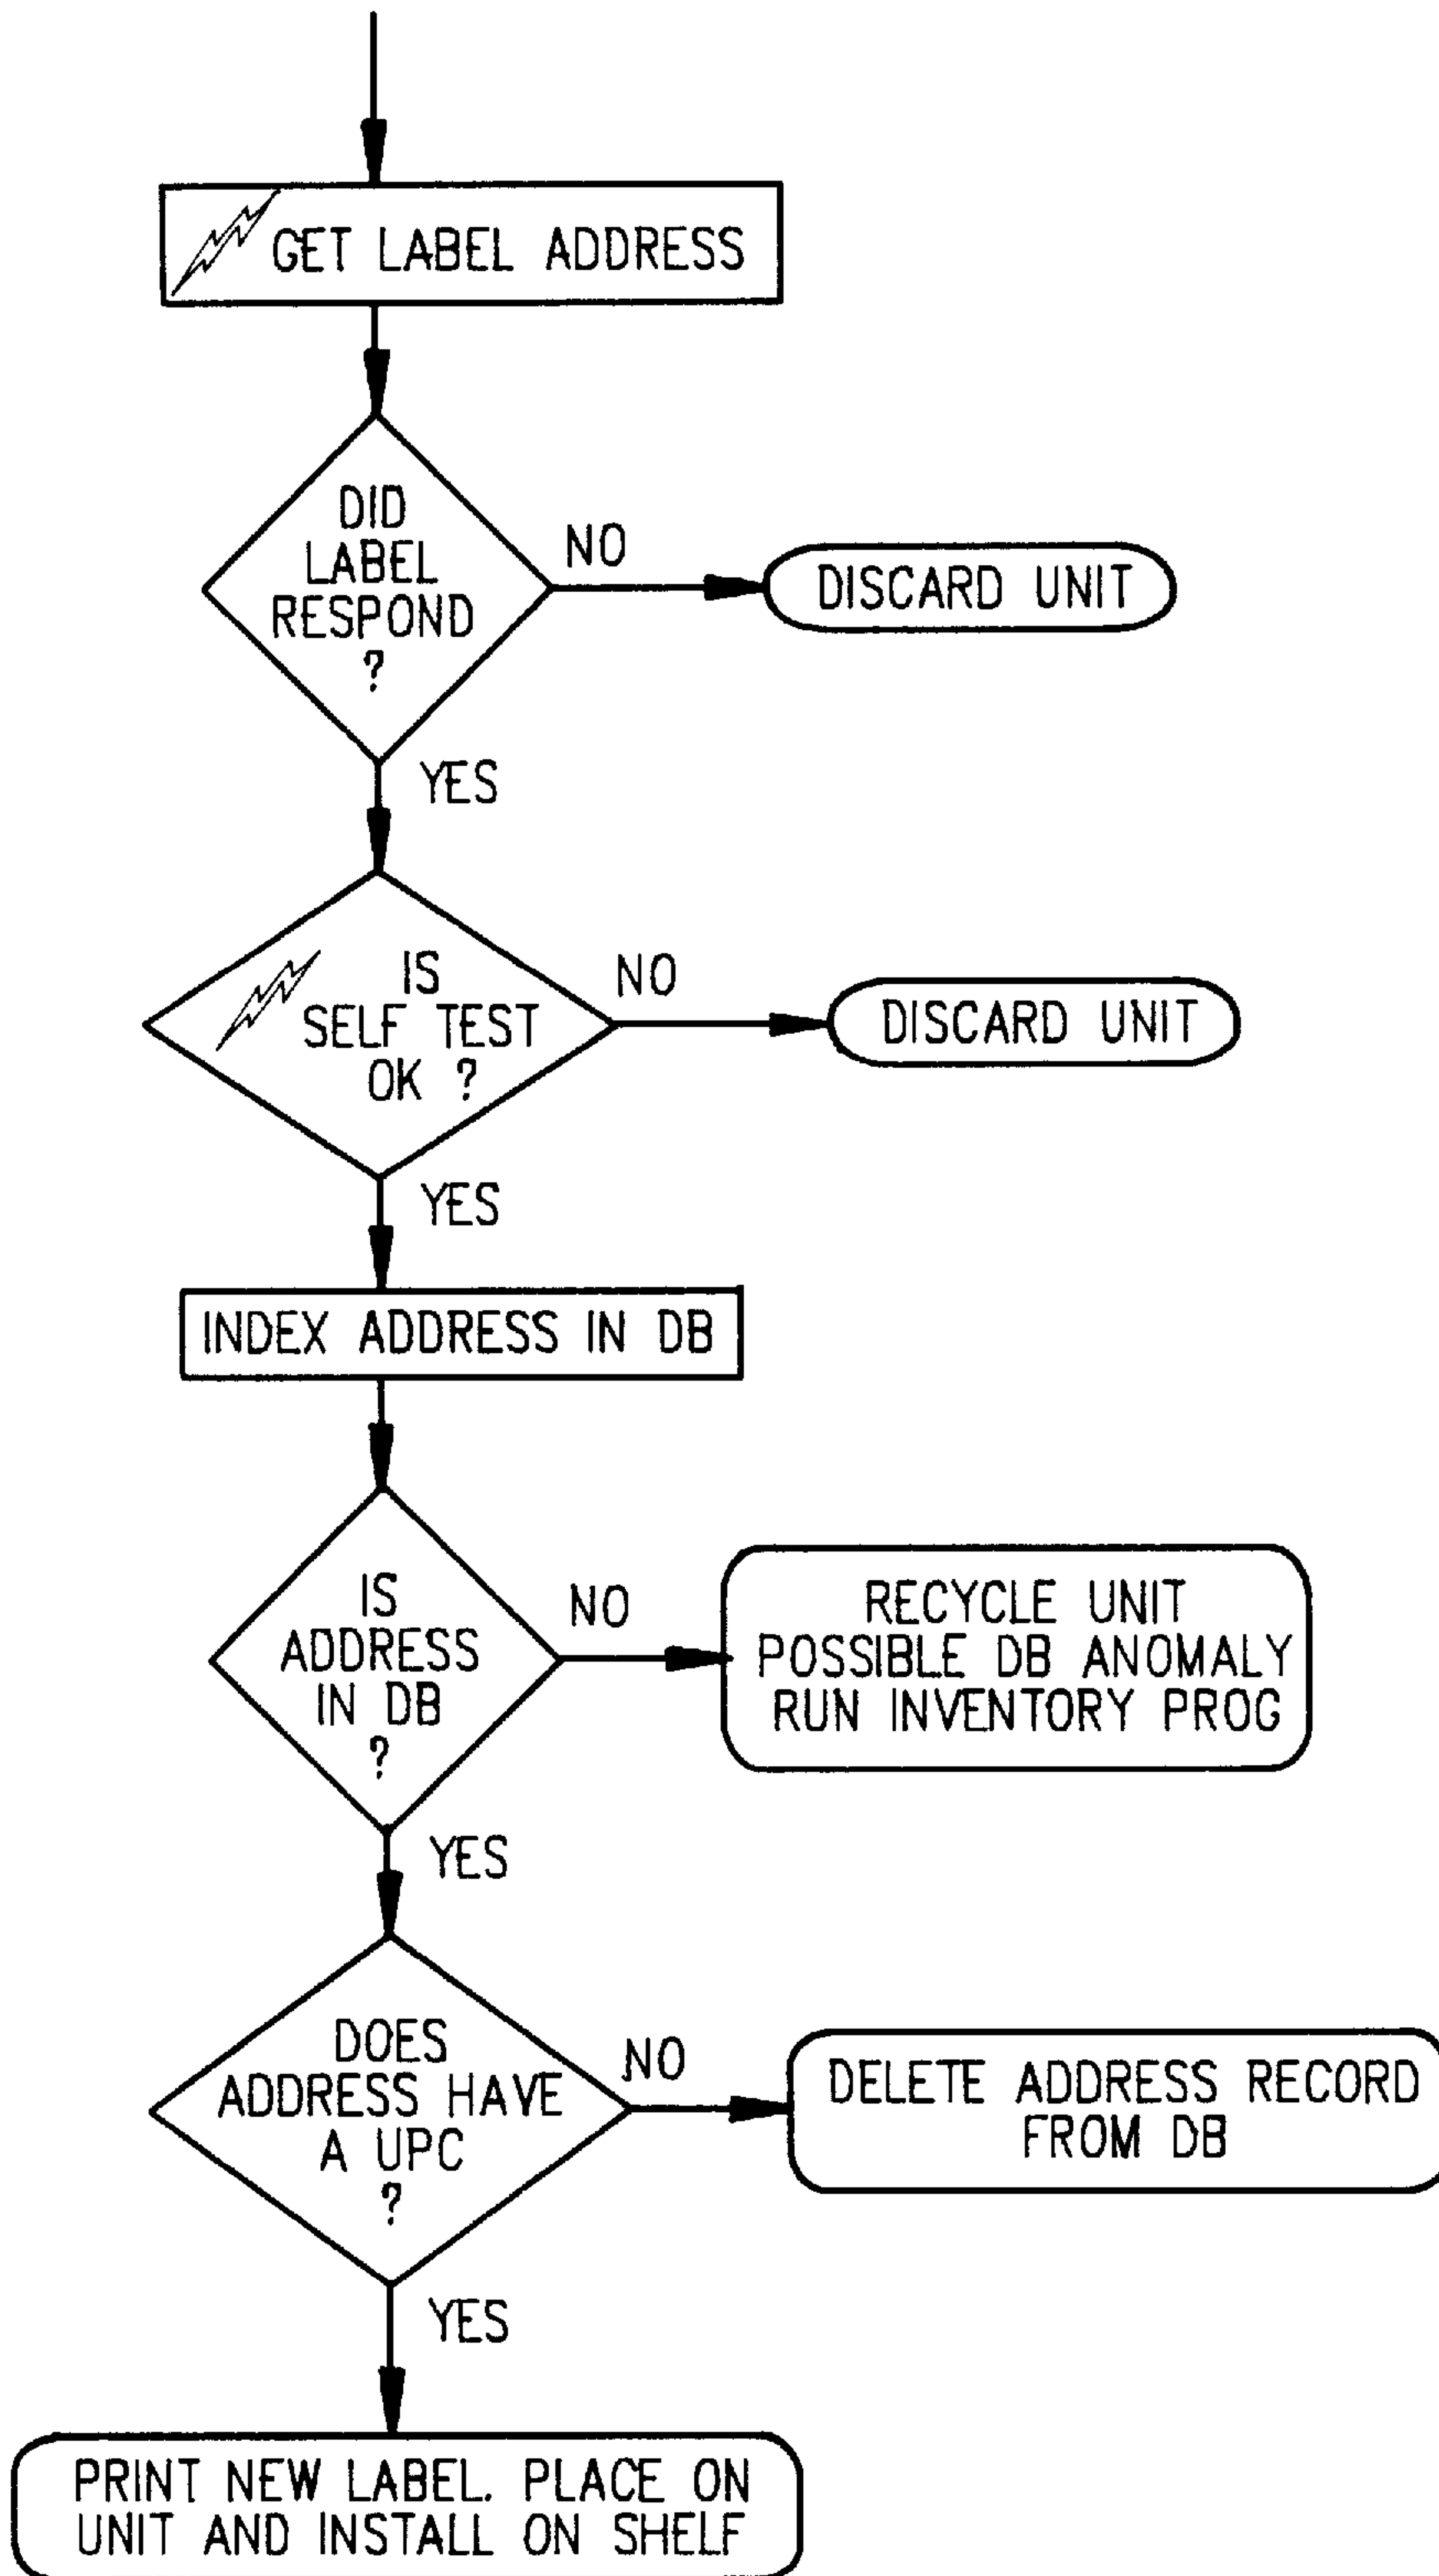 GET LABEL ADDRESS
DID
LABEL
RESPOND
?
NO
DISCARD UNIT
YES
IS
SELF TEST
OK ?
NO
DISCARD UNIT
YES
INDEX ADDRESS IN DB
IS
ADDRESS
IN DB
?
NO
RECYCLE UNIT
POSSIBLE DB ANOMALY
RUN INVENTORY PROG
YES
DOES
ADDRESS HAVE
A UPC
?
NO
DELETE ADDRESS RECORD
FROM DB
YES
PRINT NEW LABEL. PLACE ON
UNIT AND INSTALL ON SHELF